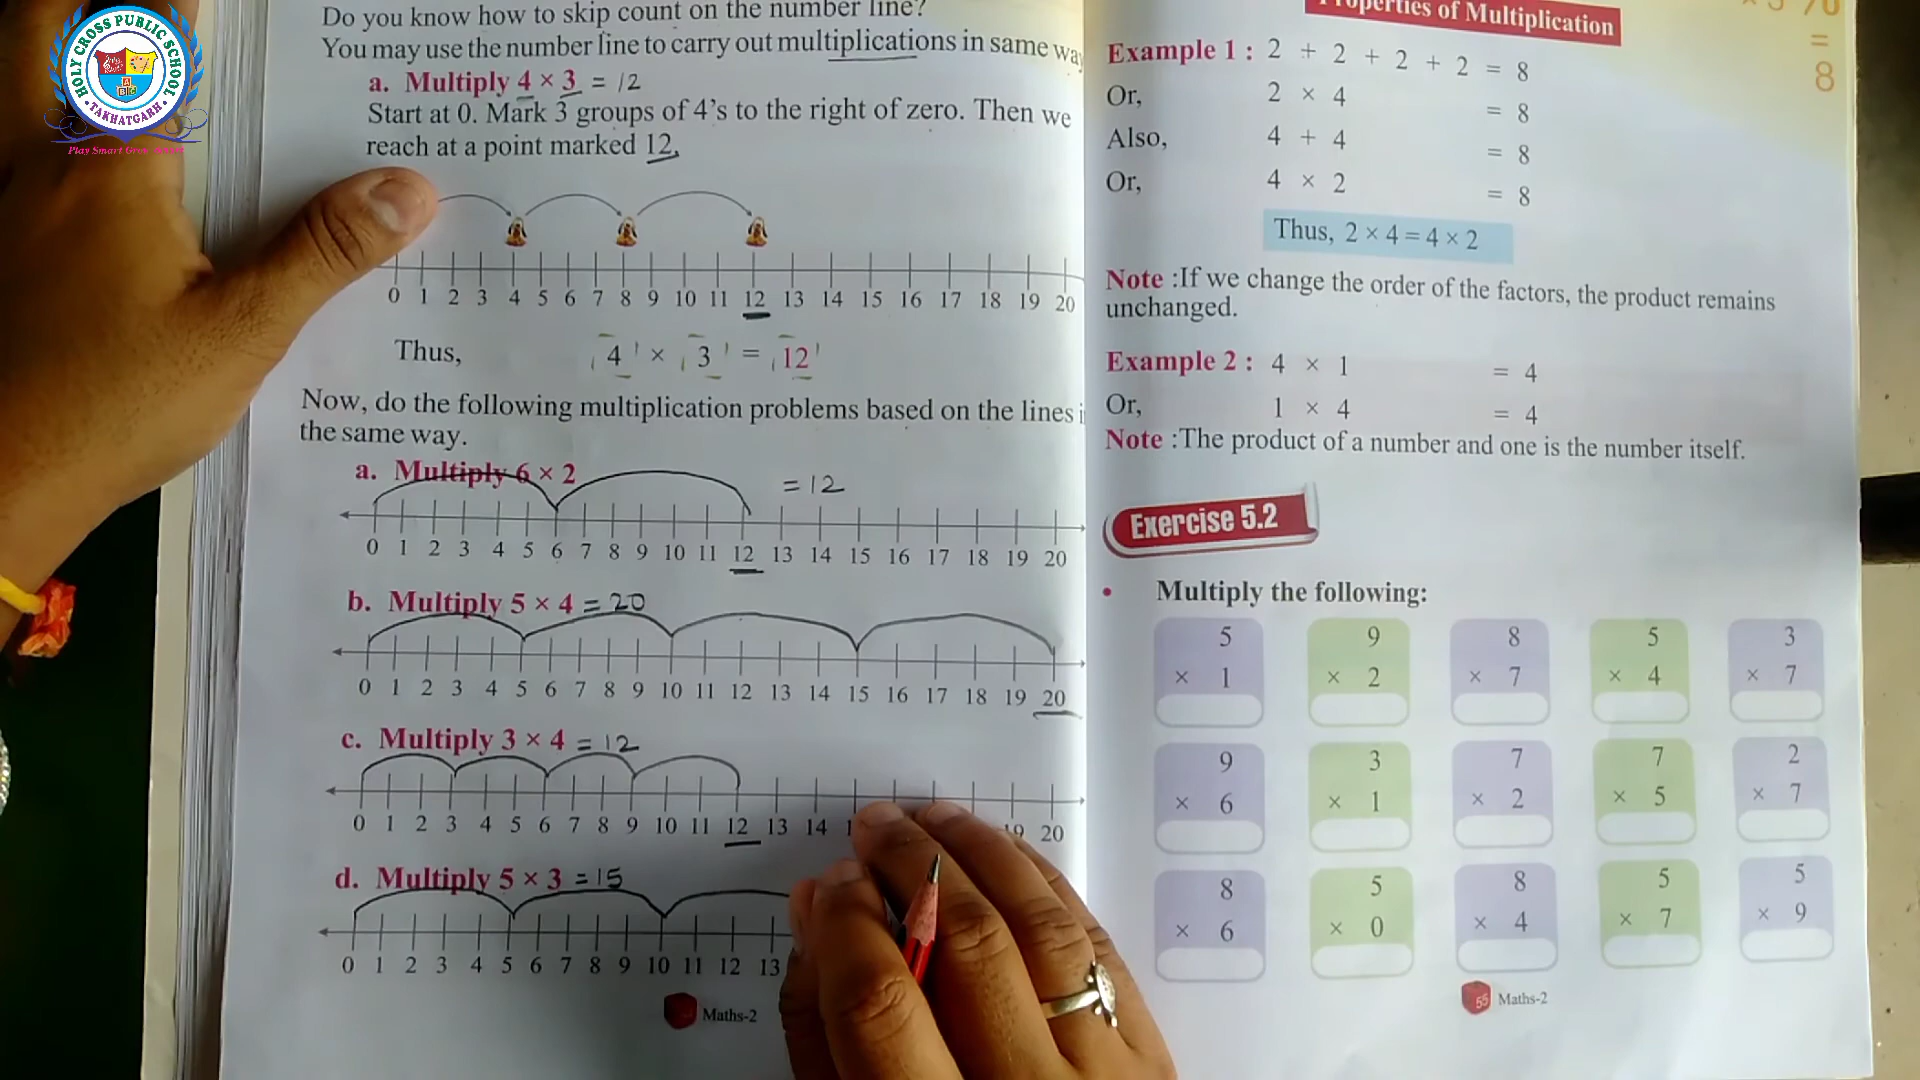 HOLY CROSS PUBLIC SCHOOL
TAKHATGARH
Do you know how to skip count on the number line?
You may use the number line to carry out multiplications in same way
a. Multiply 4 × 3 = 12
Start at 0. Mark 3 groups of 4's to the right of zero. Then we
reach at a point marked 12.
0 1 2 3 4 5 6 7 8 9 10 11 12 13 14 15 16 17 18 19 20
Thus, 4 × 3 = 12
Now, do the following multiplication problems based on the lines i
the same way.
a. Multiply 6 × 2 = 12
0 1 2 3 4 5 6 7 8 9 10 11 12 13 14 15 16 17 18 19 20
b. Multiply 5 × 4 = 20
0 1 2 3 4 5 6 7 8 9 10 11 12 13 14 15 16 17 18 19 20
c. Multiply 3 × 4 = 12
0 1 2 3 4 5 6 7 8 9 10 11 12 13 14 1 19 20
d. Multiply 5 × 3 = 15
0 1 2 3 4 5 6 7 8 9 10 11 12 13
Maths-2
Properties of Multiplication
= 
8
Example 1 : 2 + 2 + 2 + 2 = 8
Or, 2 × 4 = 8
Also, 4 + 4 = 8
Or, 4 × 2 = 8
Thus, 2 × 4 = 4 × 2
Note :If we change the order of the factors, the product remains
unchanged.
Example 2 : 4 × 1 = 4
Or, 1 × 4 = 4
Note :The product of a number and one is the number itself.
Exercise 5.2
• Multiply the following:
5 9 8 5 3
× 1 × 2 × 7 × 4 × 7
9 3 7 7 2
× 6 × 1 × 2 × 5 × 7
8 5 8 5 5
× 6 × 0 × 4 × 7 × 9
55 Maths-2